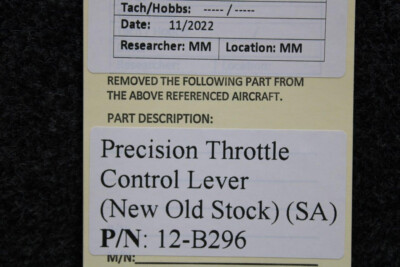 Tach/Hobbs: ----- / -----
Date: 11/2022
Researcher: MM Location: MM
REMOVED THE FOLLOWING PART FROM
THE ABOVE REFERENCED AIRCRAFT.
PART DESCRIPTION:
Precision Throttle
Control Lever
(New Old Stock) (SA)
P/N: 12-B296
M/N: